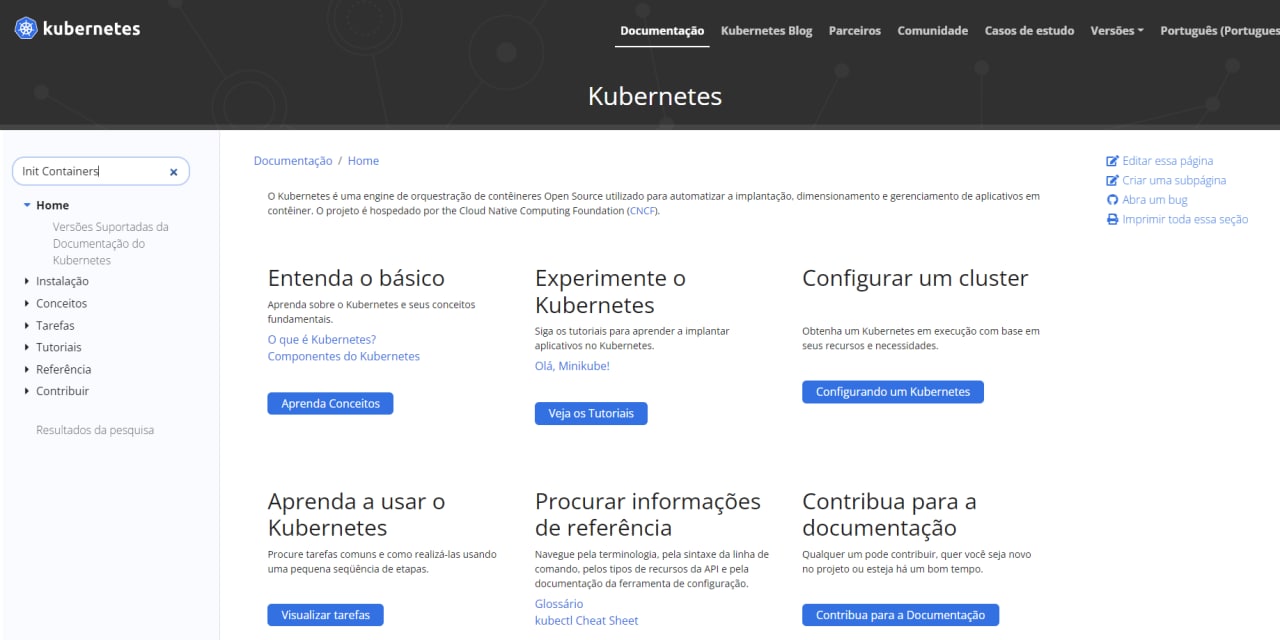 kubernetes
Documentação Kubernetes Blog Parceiros Comunidade Casos de estudo Versões Português (Portugues
Kubernetes
Init Containers
Home
Versões Suportadas da
Documentação do
Kubernetes
Instalação
Conceitos
Tarefas
Tutoriais
Referência
Contribuir
Resultados da pesquisa
Documentação / Home
O Kubernetes é uma engine de orquestração de contêineres Open Source utilizado para automatizar a implantação, dimensionamento e gerenciamento de aplicativos em
contêiner. O projeto é hospedado por the Cloud Native Computing Foundation (CNCF).
Entenda o básico
Aprenda sobre o Kubernetes e seus conceitos
fundamentais.
O que é Kubernetes?
Componentes do Kubernetes
Aprenda Conceitos
Experimente o
Kubernetes
Siga os tutoriais para aprender a implantar
aplicativos no Kubernetes.
Olá, Minikube!
Veja os Tutoriais
Configurar um cluster
Obtenha um Kubernetes em execução com base em
seus recursos e necessidades.
Configurando um Kubernetes
Aprenda a usar o
Kubernetes
Procure tarefas comuns e como realizá-las usando
uma pequena seqüência de etapas.
Visualizar tarefas
Procurar informações
de referência
Navegue pela terminologia, pela sintaxe da linha de
comando, pelos tipos de recursos da API e pela
documentação da ferramenta de configuração.
Glossário
kubectl Cheat Sheet
Contribua para a
documentação
Qualquer um pode contribuir, quer você seja novo
no projeto ou esteja há um bom tempo.
Contribua para a Documentação
Editar essa página
Criar uma subpágina
Abra um bug
Imprimir toda essa seção